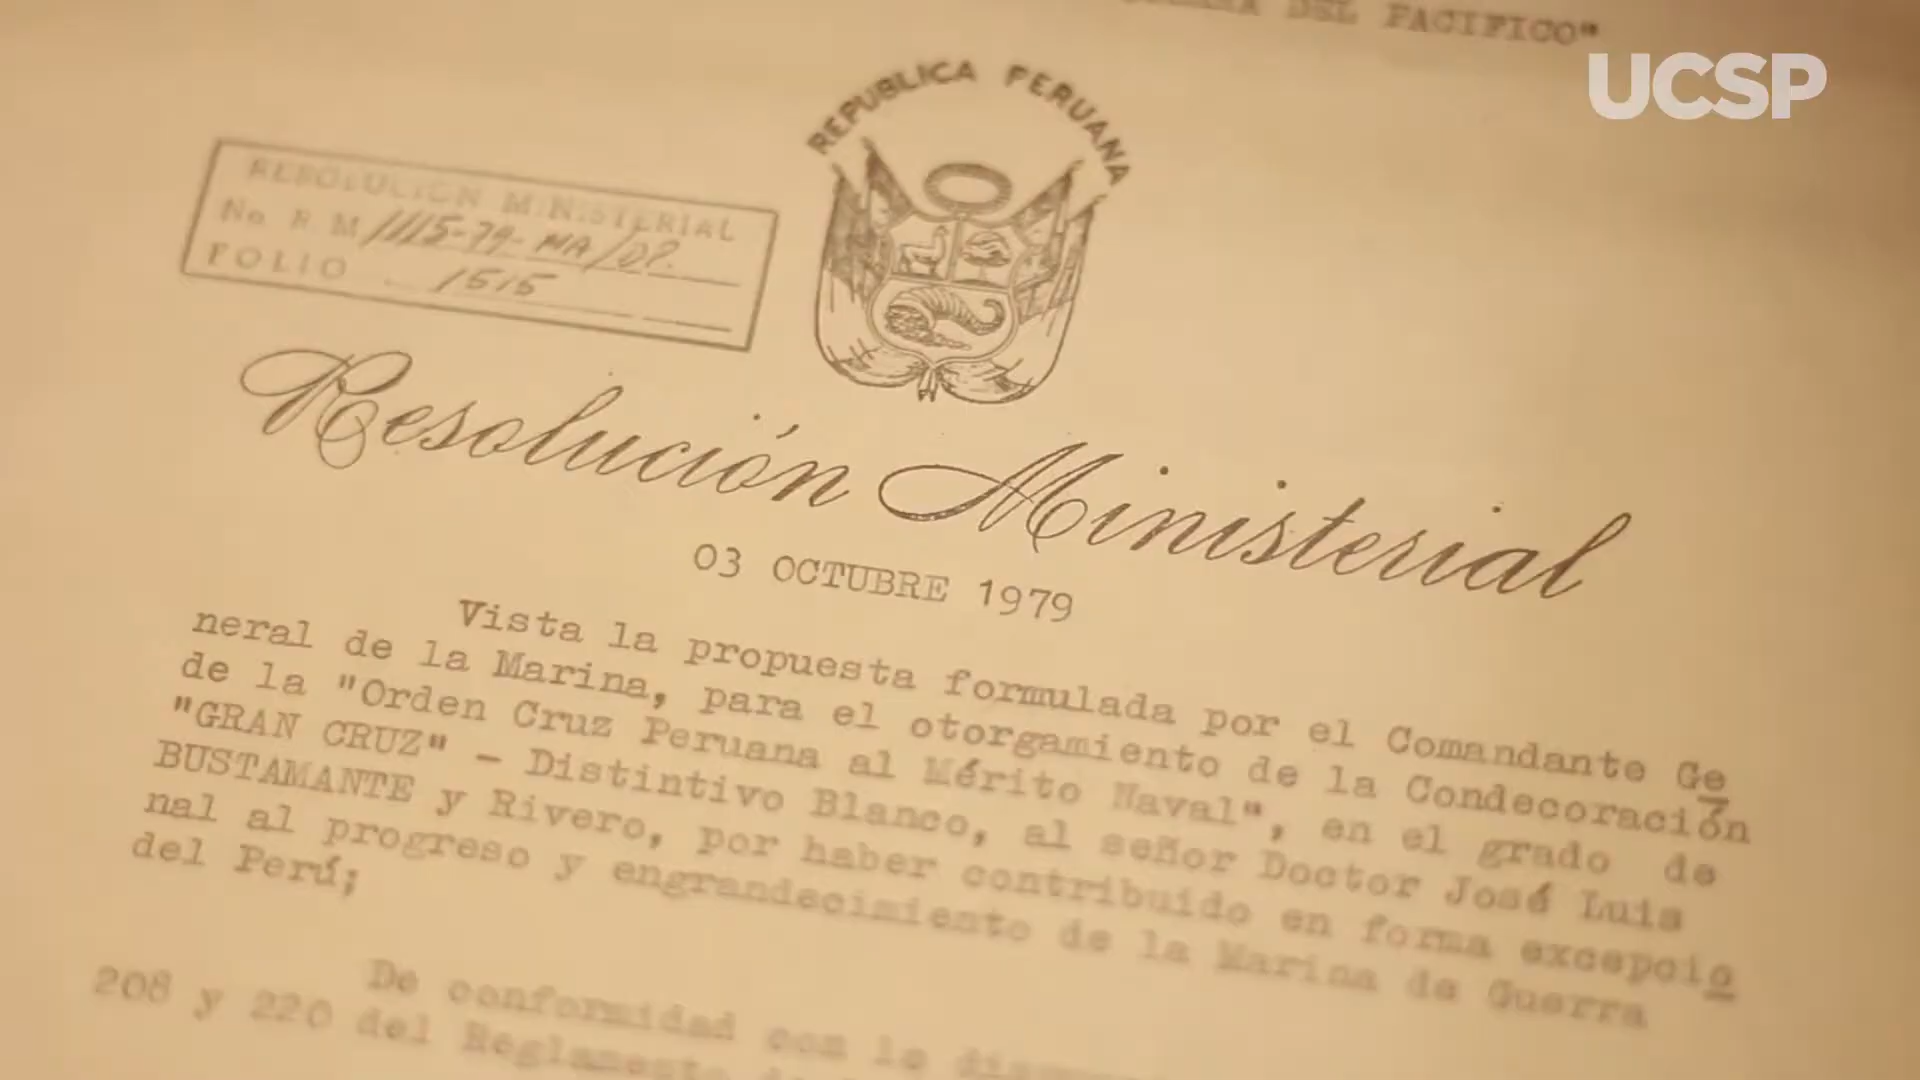 DEL PACIFICO"
UCSP
REPUBLICA PERUANA
RESOLUCION MINISTERIAL
No. R. M/1115-79-MA/DP.
FOLIO 1515
Resolución Ministerial
03 OCTUBRE 1979
Vista la propuesta formulada por el Comandante Ge
neral de la Marina, para el otorgamiento de la Condecoración
de la "Orden Cruz Peruana al Mérito Naval", en el grado de
"GRAN CRUZ" - Distintivo Blanco, al señor Doctor José Luis
BUSTAMANTE y Rivero, por haber contribuido en forma excepcio
nal al progreso y engrandecimiento de la Marina de Guerra
del Perú;
De conformidad con lo
208 y 220 del Reglamento